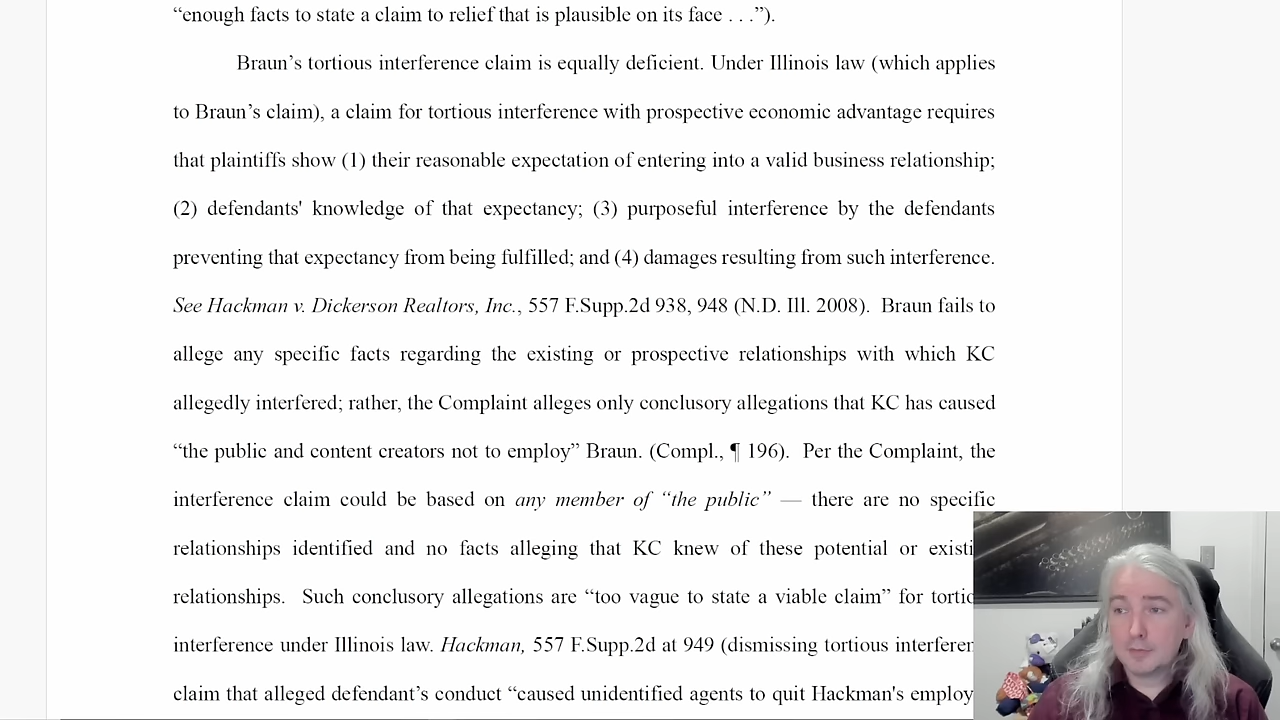 “enough facts to state a claim to relief that is plausible on its face . . .”).
Braun’s tortious interference claim is equally deficient. Under Illinois law (which applies
to Braun’s claim), a claim for tortious interference with prospective economic advantage requires
that plaintiffs show (1) their reasonable expectation of entering into a valid business relationship;
(2) defendants' knowledge of that expectancy; (3) purposeful interference by the defendants
preventing that expectancy from being fulfilled; and (4) damages resulting from such interference.
See Hackman v. Dickerson Realtors, Inc., 557 F.Supp.2d 938, 948 (N.D. Ill. 2008).  Braun fails to
allege any specific facts regarding the existing or prospective relationships with which KC
allegedly interfered; rather, the Complaint alleges only conclusory allegations that KC has caused
“the public and content creators not to employ” Braun. (Compl., ¶ 196).  Per the Complaint, the
interference claim could be based on any member of “the public” — there are no specific
relationships identified and no facts alleging that KC knew of these potential or existi
relationships.  Such conclusory allegations are “too vague to state a viable claim” for tortio
interference under Illinois law. Hackman, 557 F.Supp.2d at 949 (dismissing tortious interferen
claim that alleged defendant’s conduct “caused unidentified agents to quit Hackman's employ